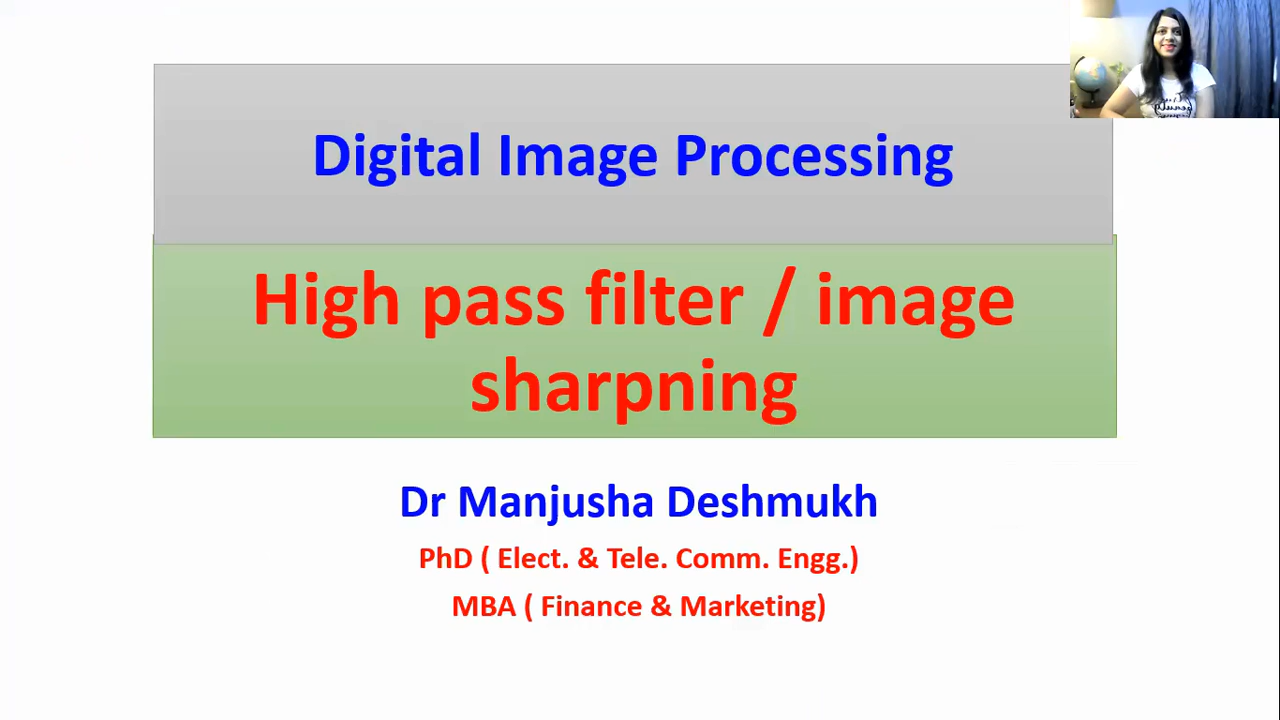 Digital Image Processing
High pass filter / image
sharpning
Dr Manjusha Deshmukh
PhD ( Elect. & Tele. Comm. Engg.)
MBA ( Finance & Marketing)